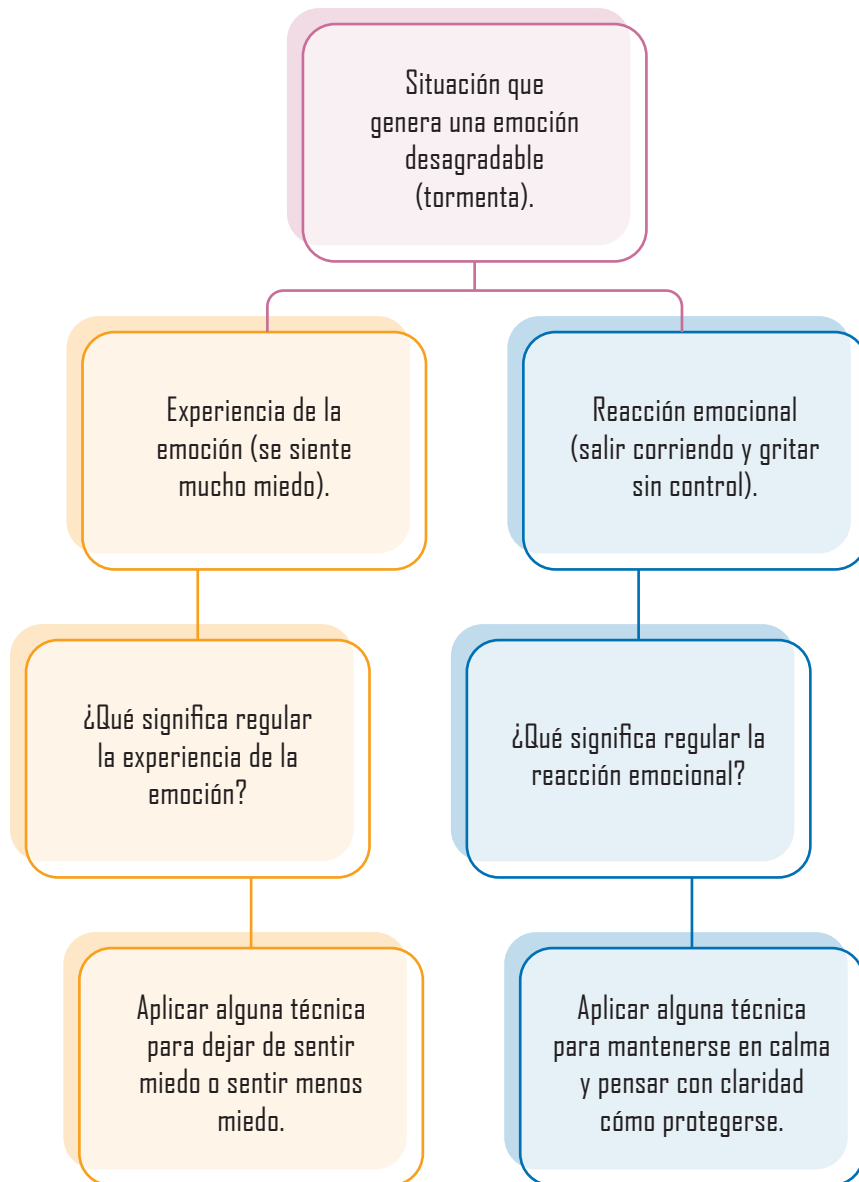 Situación que
genera una emoción
desagradable
(tormenta).
Experiencia de la
emoción (se siente
mucho miedo).
Reacción emocional
(salir corriendo y gritar
sin control).
¿Qué significa regular
la experiencia de la
emoción?
¿Qué significa regular la
reacción emocional?
Aplicar alguna técnica
para dejar de sentir
miedo o sentir menos
miedo.
Aplicar alguna técnica
para mantenerse en calma
y pensar con claridad
cómo protegerse.